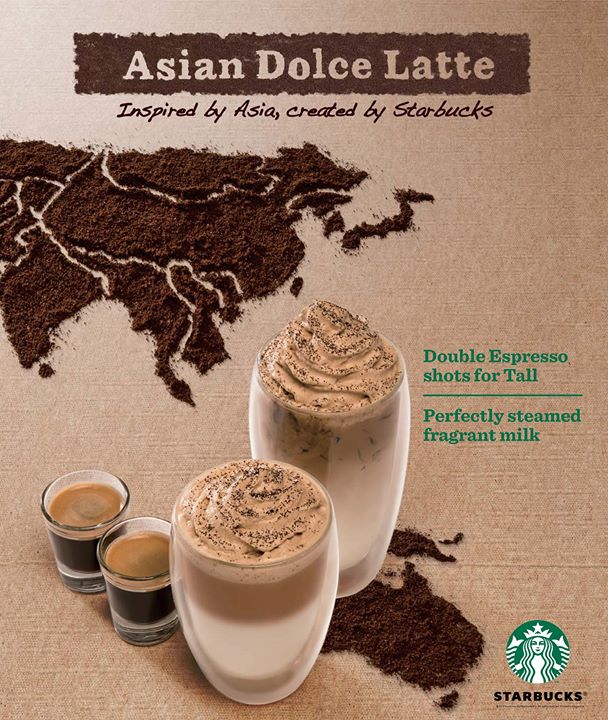 Asian Dolce Latte
Inspired by Asia, created by Starbucks
Double Espresso
shots for Tall
Perfectly steamed
fragrant milk
STARBUCKS